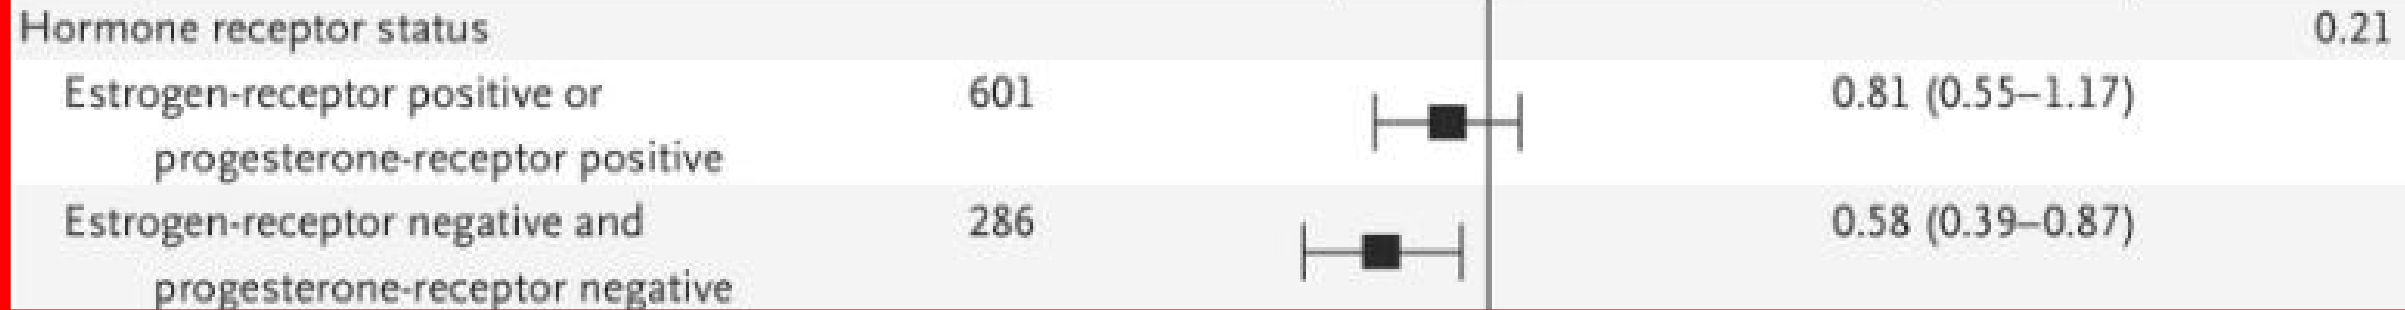 Hormone receptor status 0.21
Estrogen-receptor positive or 601 0.81 (0.55–1.17)
progesterone-receptor positive
Estrogen-receptor negative and 286 0.58 (0.39–0.87)
progesterone-receptor negative